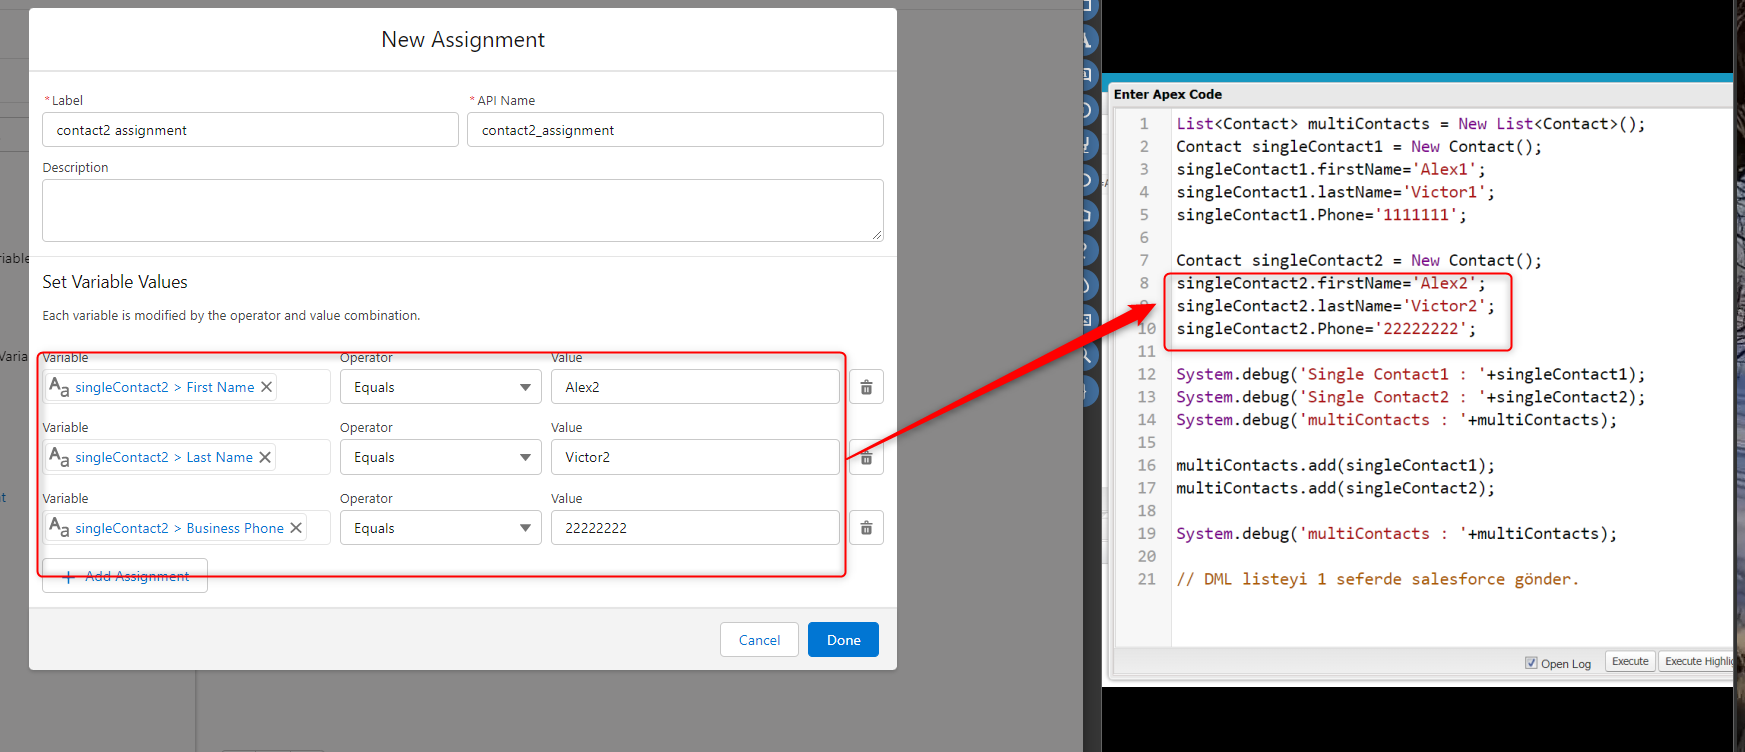 New Assignment
* Label
* API Name
contact2 assignment
contact2_assignment
Description
Set Variable Values
Each variable is modified by the operator and value combination.
Variable
Operator
Value
singleContact2 > First Name
Equals
Alex2
Variable
Operator
Value
singleContact2 > Last Name
Equals
Victor2
Variable
Operator
Value
singleContact2 > Business Phone
Equals
22222222
+ Add Assignment
Cancel
Done
Enter Apex Code
1 List<Contact> multiContacts = New List<Contact>();
2 Contact singleContact1 = New Contact();
3 singleContact1.firstName='Alex1';
4 singleContact1.lastName='Victor1';
5 singleContact1.Phone='1111111';
6
7 Contact singleContact2 = New Contact();
8 singleContact2.firstName='Alex2';
9 singleContact2.lastName='Victor2';
10 singleContact2.Phone='22222222';
11
12 System.debug('Single Contact1 : '+singleContact1);
13 System.debug('Single Contact2 : '+singleContact2);
14 System.debug('multiContacts : '+multiContacts);
15
16 multiContacts.add(singleContact1);
17 multiContacts.add(singleContact2);
18
19 System.debug('multiContacts : '+multiContacts);
20
21 // DML listeyi 1 seferde salesforce gönder.
Open Log
Execute
Execute Highlig